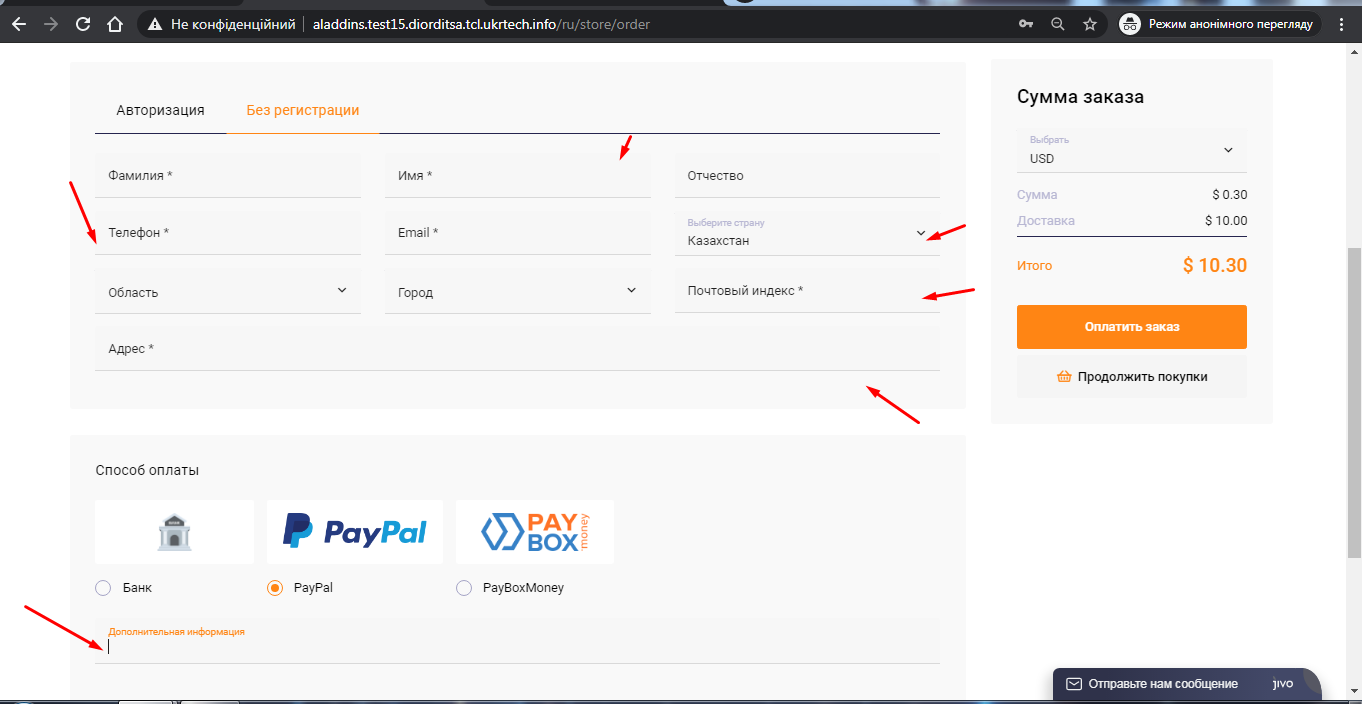 Не конфіденційний
aladdins.test15.diorditsa.tcl.ukrtech.info/ru/store/order
Режим анонімного перегляду
Авторизация
Без регистрации
Фамилия *
Имя *
Отчество
Телефон *
Email *
Выберите страну
Казахстан
Область
Город
Почтовый индекс *
Адрес *
Сумма заказа
Выбрать
USD
Сумма $ 0.30
Доставка $ 10.00
Итого $ 10.30
Оплатить заказ
Продолжить покупки
Способ оплаты
PayPal
PAY
BOX
money
Банк
PayPal
PayBoxMoney
Дополнительная информация
Отправьте нам сообщение
jivo